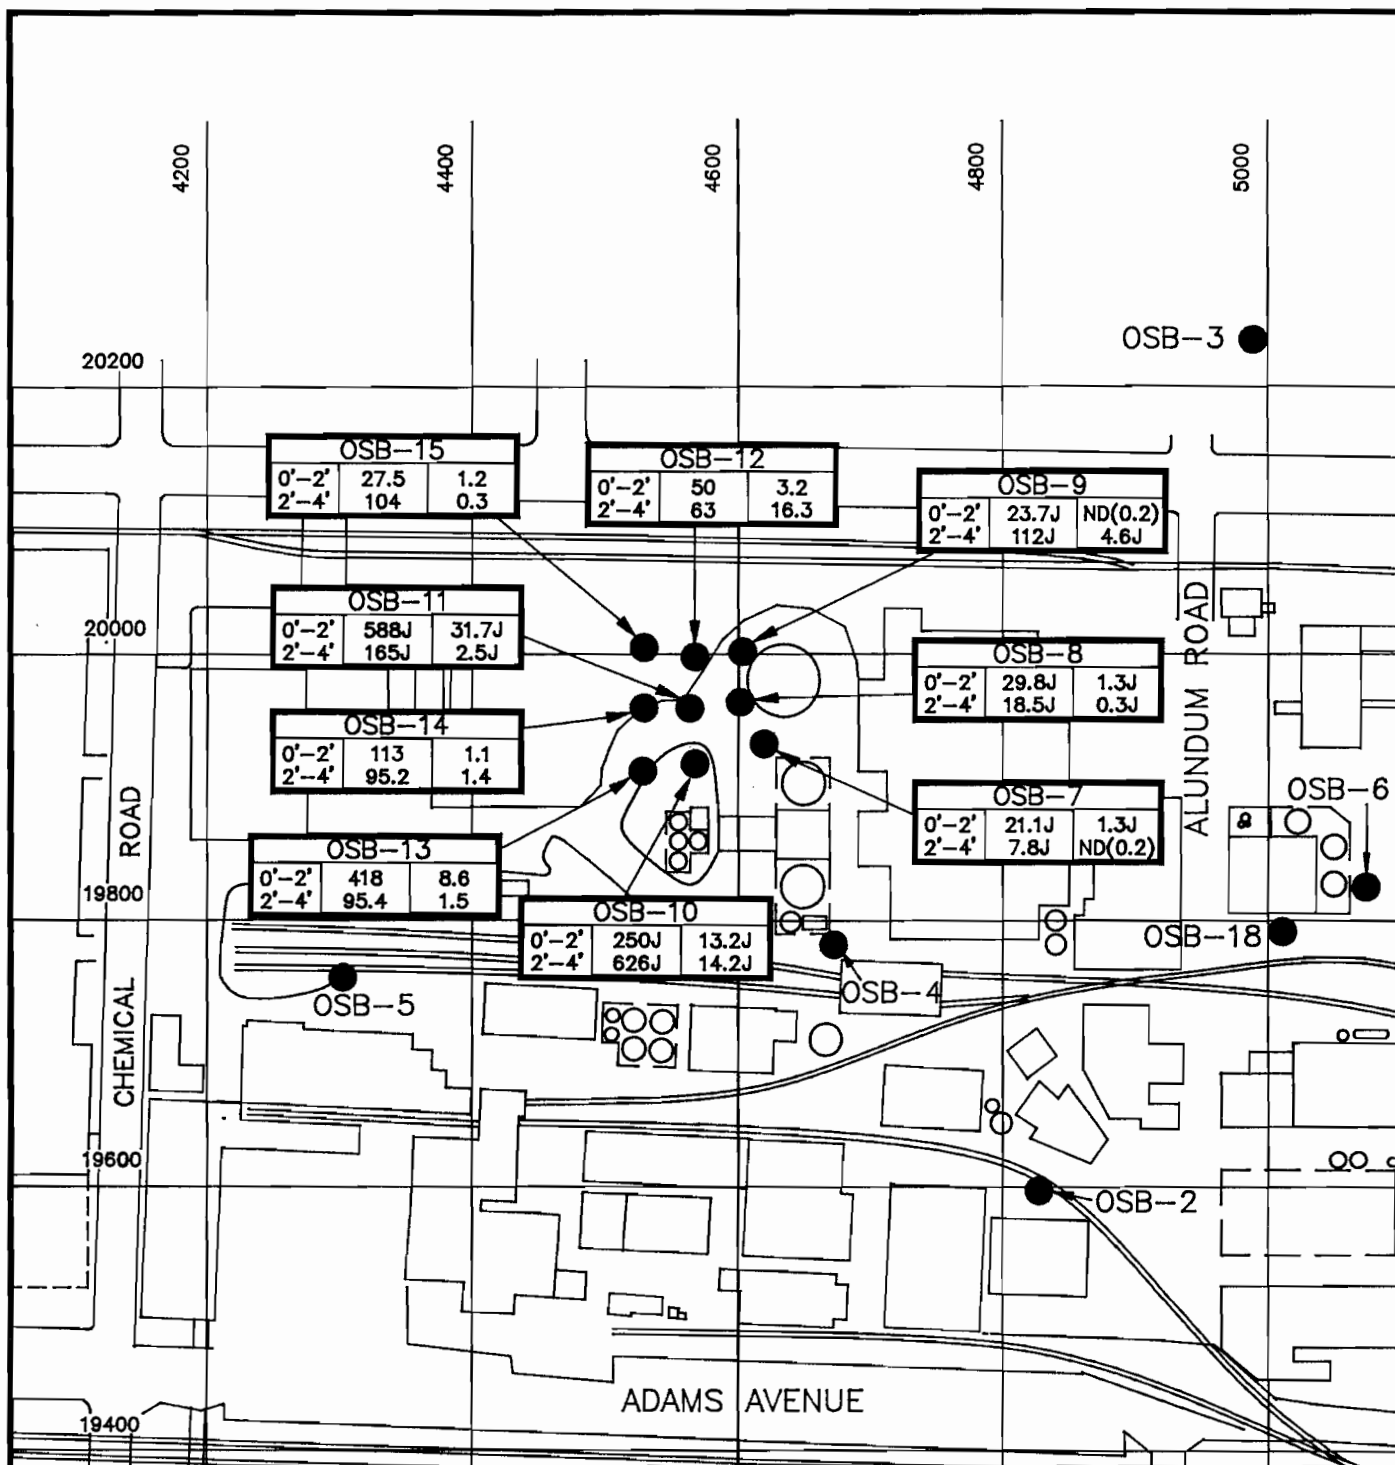 4200
4400
4600
4800
5000
OSB-3
20200
OSB-15
0'-2' 27.5 1.2
2'-4' 104 0.3
OSB-12
0'-2' 50 3.2
2'-4' 63 16.3
OSB-9
0'-2' 23.7J ND(0.2)
2'-4' 112J 4.6J
OSB-11
0'-2' 588J 31.7J
2'-4' 165J 2.5J
20000
OSB-8
0'-2' 29.8J 1.3J
2'-4' 18.5J 0.3J
ALUNDUM ROAD
OSB-14
0'-2' 113 1.1
2'-4' 95.2 1.4
OSB-7
0'-2' 21.1J 1.3J
2'-4' 7.8J ND(0.2)
OSB-6
CHEMICAL ROAD
OSB-13
0'-2' 418 8.6
2'-4' 95.4 1.5
19800
OSB-10
0'-2' 250J 13.2J
2'-4' 626J 14.2J
OSB-18
OSB-4
OSB-5
19600
OSB-2
ADAMS AVENUE
19400